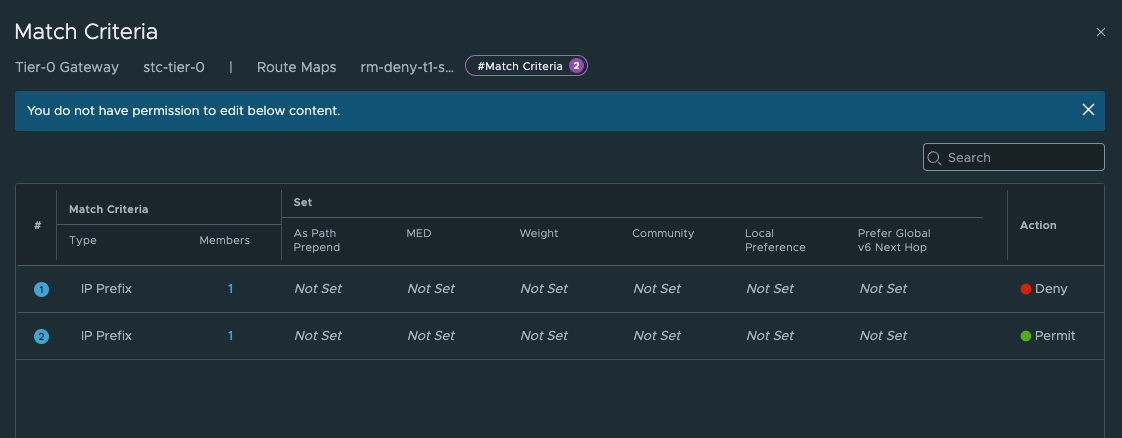 Match Criteria
Tier-0 Gateway stc-tier-0 | Route Maps rm-deny-t1-s... #Match Criteria 2
You do not have permission to edit below content.
Search
# Match Criteria Set Action
Type Members As Path Prepend MED Weight Community Local Preference Prefer Global v6 Next Hop
1 IP Prefix 1 Not Set Not Set Not Set Not Set Not Set Not Set Deny
2 IP Prefix 1 Not Set Not Set Not Set Not Set Not Set Not Set Permit